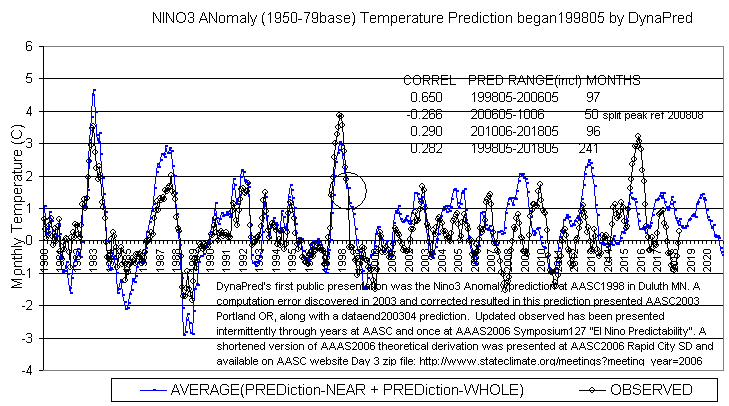 NINO3 ANomaly (1950-79base) Temperature Prediction began199805 by DynaPred
Monthly Temperature (C)
6
5
4
3
2
1
0
-1
-2
-3
-4
CORREL PRED RANGE(incl) MONTHS
0.650 199805-200605 97
-0.266 200605-1006 50 split peak ref 200808
0.290 201006-201805 96
0.282 199805-201805 241
1983
1987
1988
1989
1990
1991
1992
1993
1994
1995
1998
2008
2010
2012
2013
2014
2015
2016
2018
2019
2020
DynaPred's first public presentation was the Nino3 Anomaly prediction at AASC1998 in Duluth MN. A
computation error discovered in 2003 and corrected resulted in this prediction presented AASC2003
Portland OR, along with a dataend200304 prediction. Updated observed has been presented
intermittently through years at AASC and once at AAAS2006 Symposium127 "El Nino Predictability". A
shortened version of AAAS2006 theoretical derivation was presented at AASC2006 Rapid City SD and
available on AASC website Day 3 zip file: http://www.stateclimate.org/meetings?meeting_year=2006
AVERAGE(PREDiction-NEAR + PREDiction-WHOLE)
OBSERVED